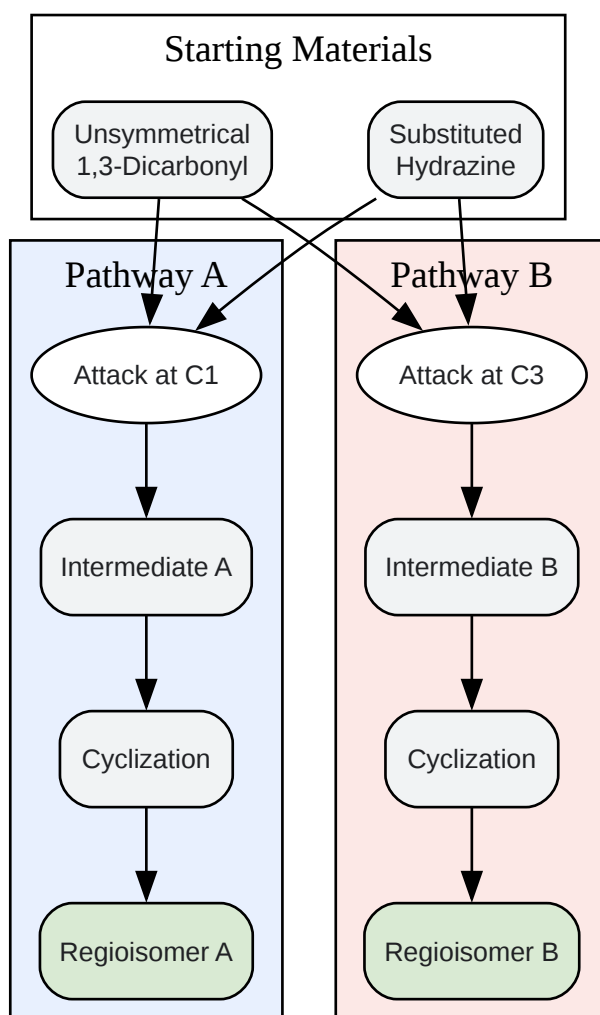 Starting Materials
Unsymmetrical
1,3-Dicarbonyl
Substituted
Hydrazine
Pathway A
Pathway B
Attack at C1
Attack at C3
Intermediate A
Intermediate B
Cyclization
Cyclization
Regioisomer A
Regioisomer B